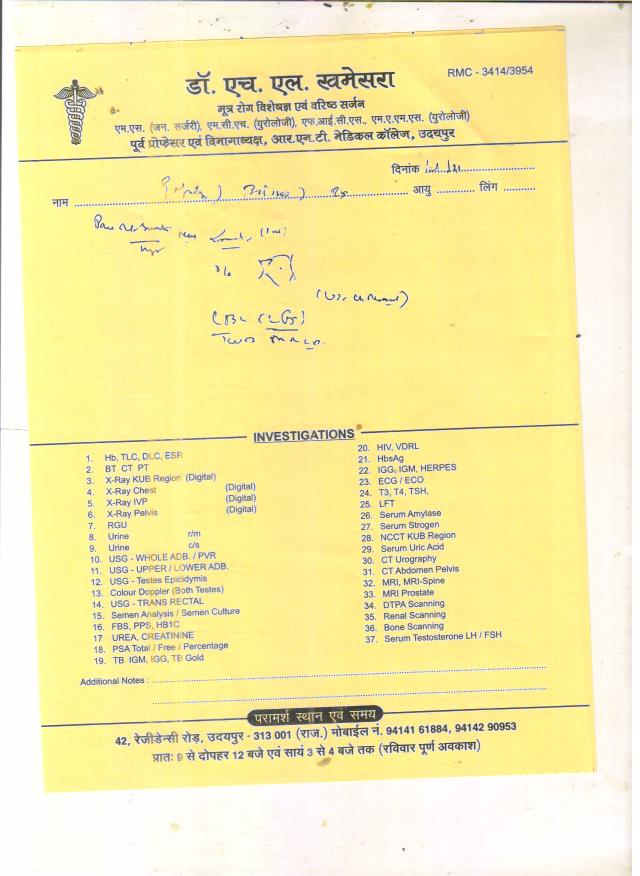 डॉ. एच. एल. खमेसरा
RMC - 3414/3954
मूत्र रोग विशेषज्ञ एवं वरिष्ठ सर्जन
एम.एस. (जन. सर्जरी), एम.सी.एच. (युरोलोजी), एफ.आई.सी.एस., एम.ए.एम.एस. (युरोलोजी)
पूर्व प्रोफेसर एवं विभागाध्यक्ष, आर.एन.टी. मेडिकल कॉलेज, उदयपुर
दिनांक
नाम आयु लिंग
INVESTIGATIONS
1. Hb, TLC, DLC, ESR
2. BT CT PT
3. X-Ray KUB Region (Digital)
4. X-Ray Chest (Digital)
5. X-Ray IVP (Digital)
6. X-Ray Pelvis (Digital)
7. RGU
8. Urine r/m
9. Urine c/s
10. USG - WHOLE ADB. / PVR
11. USG - UPPER / LOWER ADB.
12. USG - Testes Epididymis
13. Colour Doppler (Both Testes)
14. USG - TRANS RECTAL
15. Semen Analysis / Semen Culture
16. FBS, PPS, HB1C
17 UREA, CREATININE
18. PSA Total / Free / Percentage
19. TB IGM, IGG, TB Gold
20. HIV, VDRL
21. HbsAg
22. IGG, IGM, HERPES
23. ECG / ECO
24. T3, T4, TSH,
25. LFT
26. Serum Amylase
27. Serum Strogen
28. NCCT KUB Region
29. Serum Uric Acid
30. CT Urography
31. CT Abdomen Pelvis
32. MRI, MRI-Spine
33. MRI Prostate
34. DTPA Scanning
35. Renal Scanning
36. Bone Scanning
37. Serum Testosterone LH / FSH
Additional Notes :
परामर्श स्थान एवं समय
42, रेजीडेन्सी रोड़, उदयपुर - 313 001 (राज.) मोबाईल नं. 94141 61884, 94142 90953
प्रातः 9 से दोपहर 12 बजे एवं सायं 3 से 4 बजे तक (रविवार पूर्ण अवकाश)